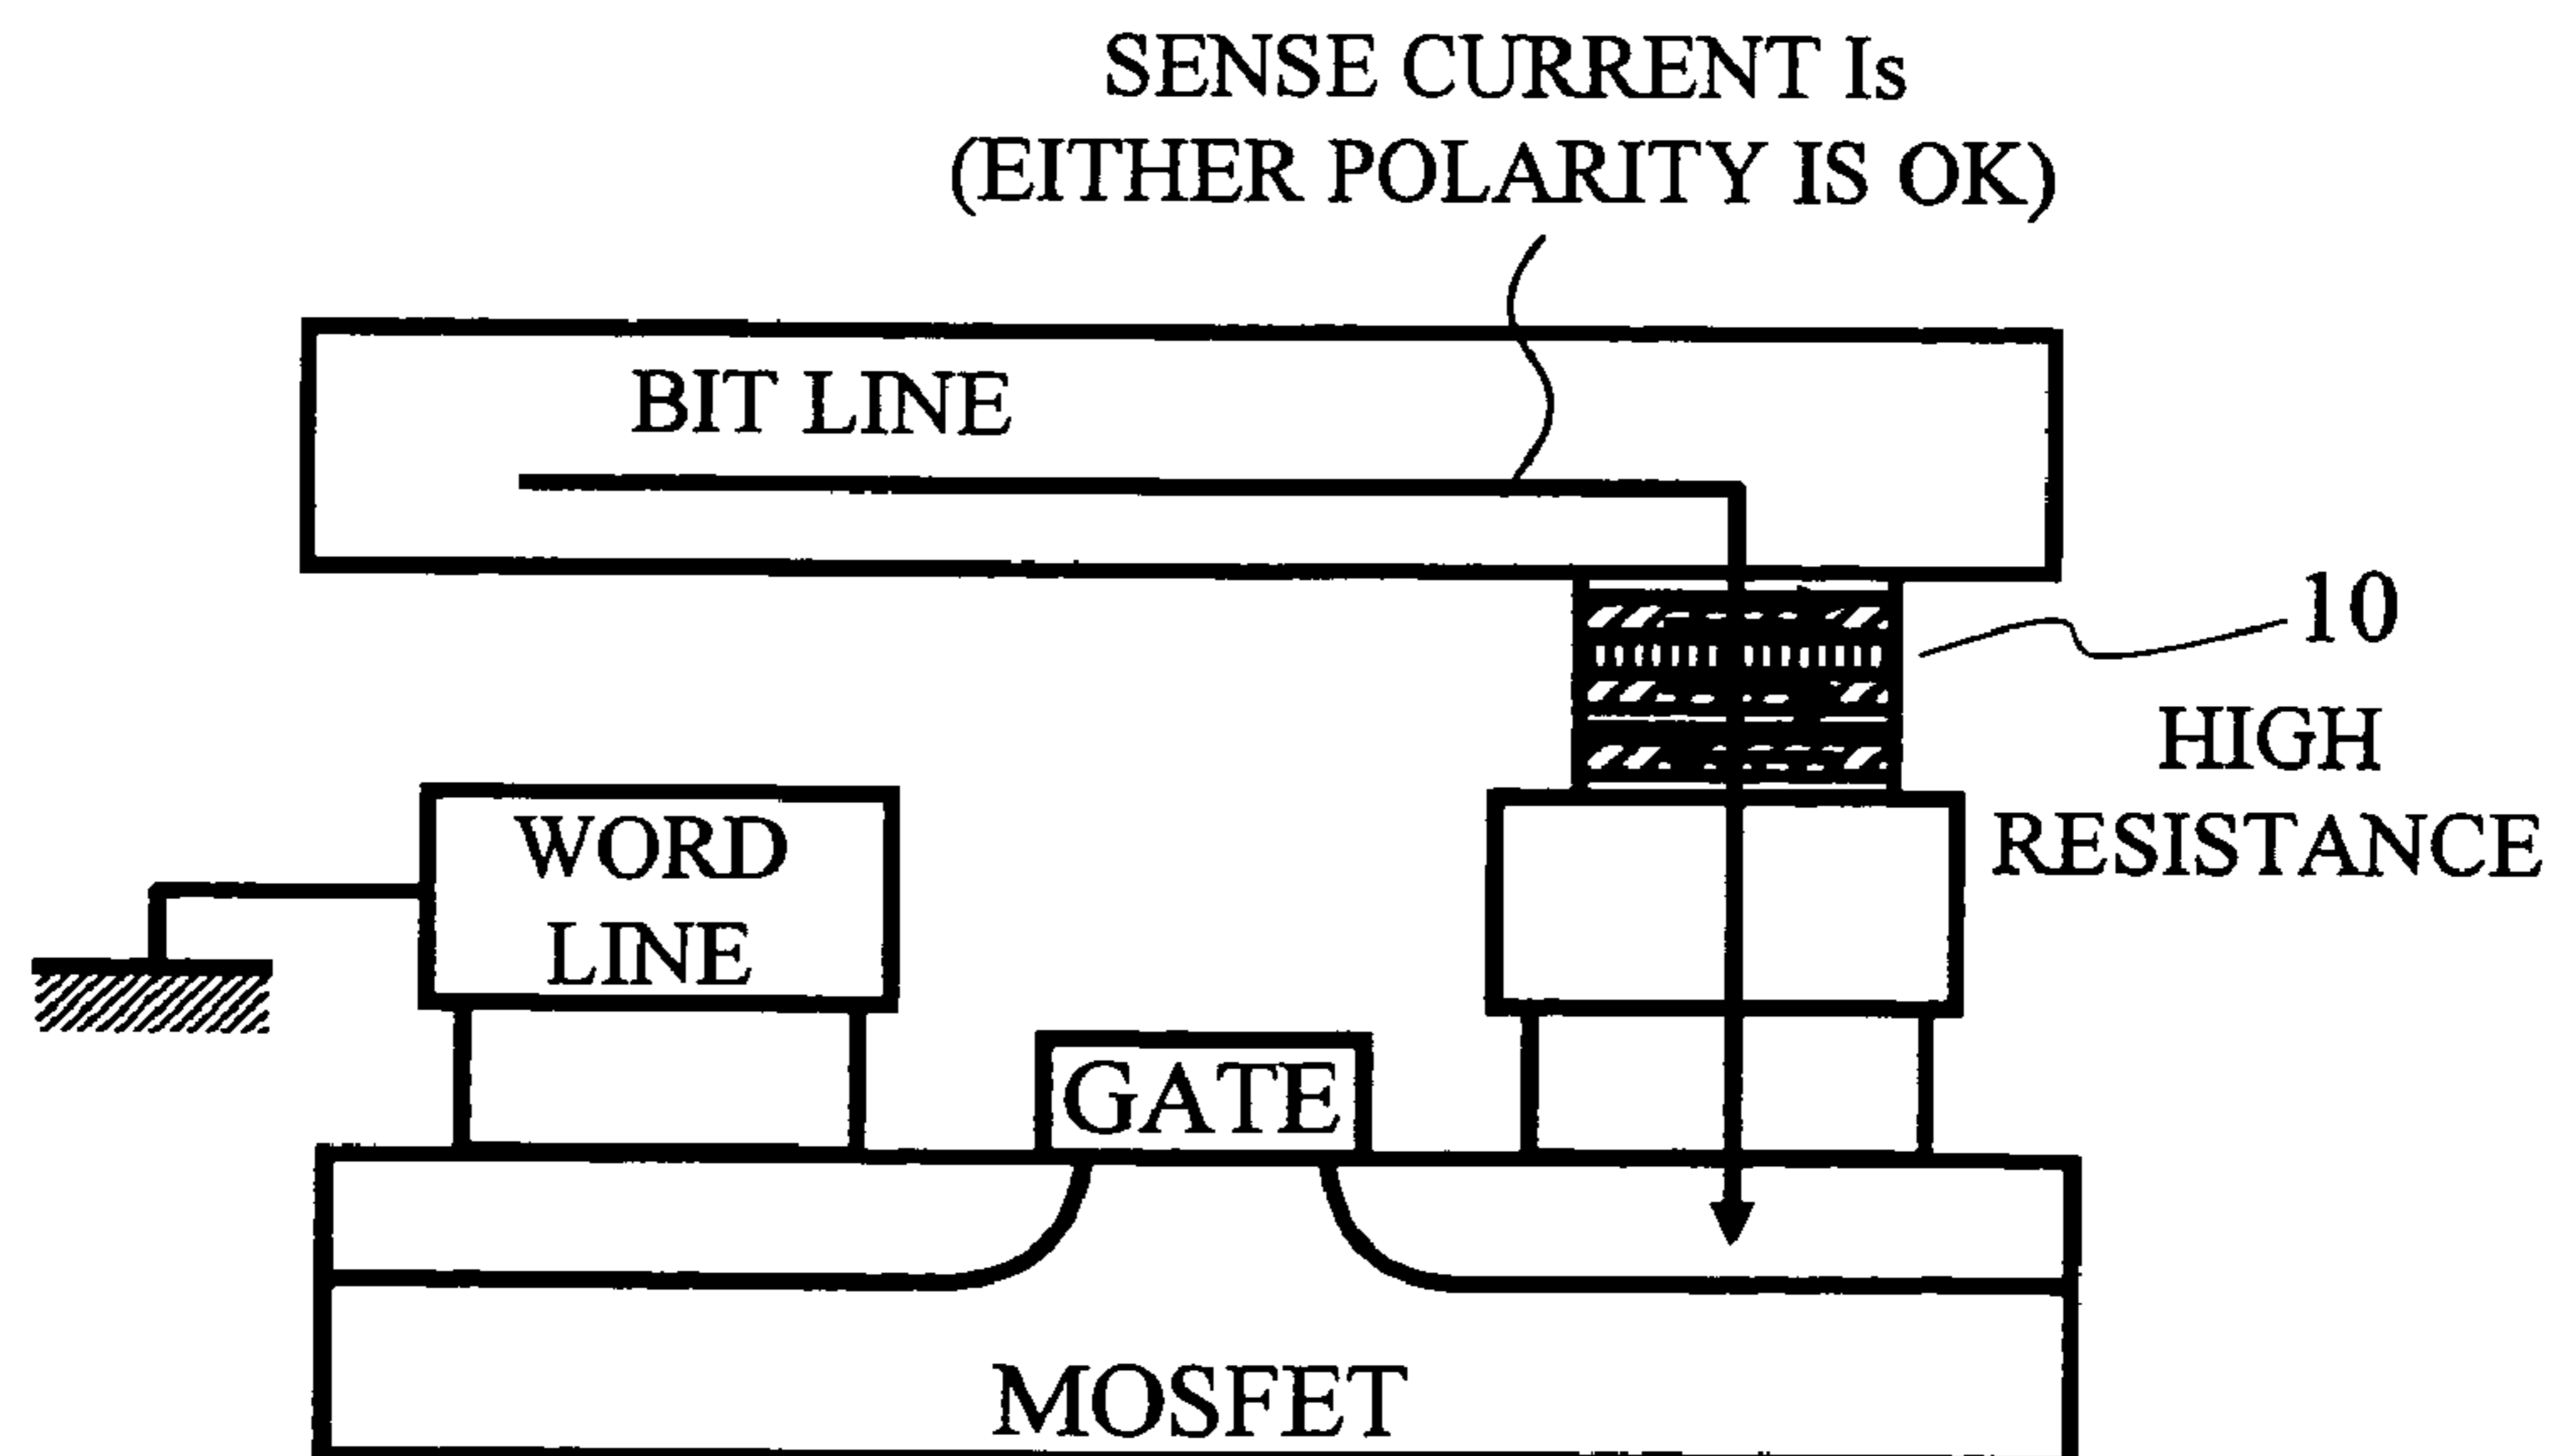 SENSE CURRENT Is
(EITHER POLARITY IS OK)
BIT LINE
10
HIGH
RESISTANCE
WORD
LINE
GATE
MOSFET